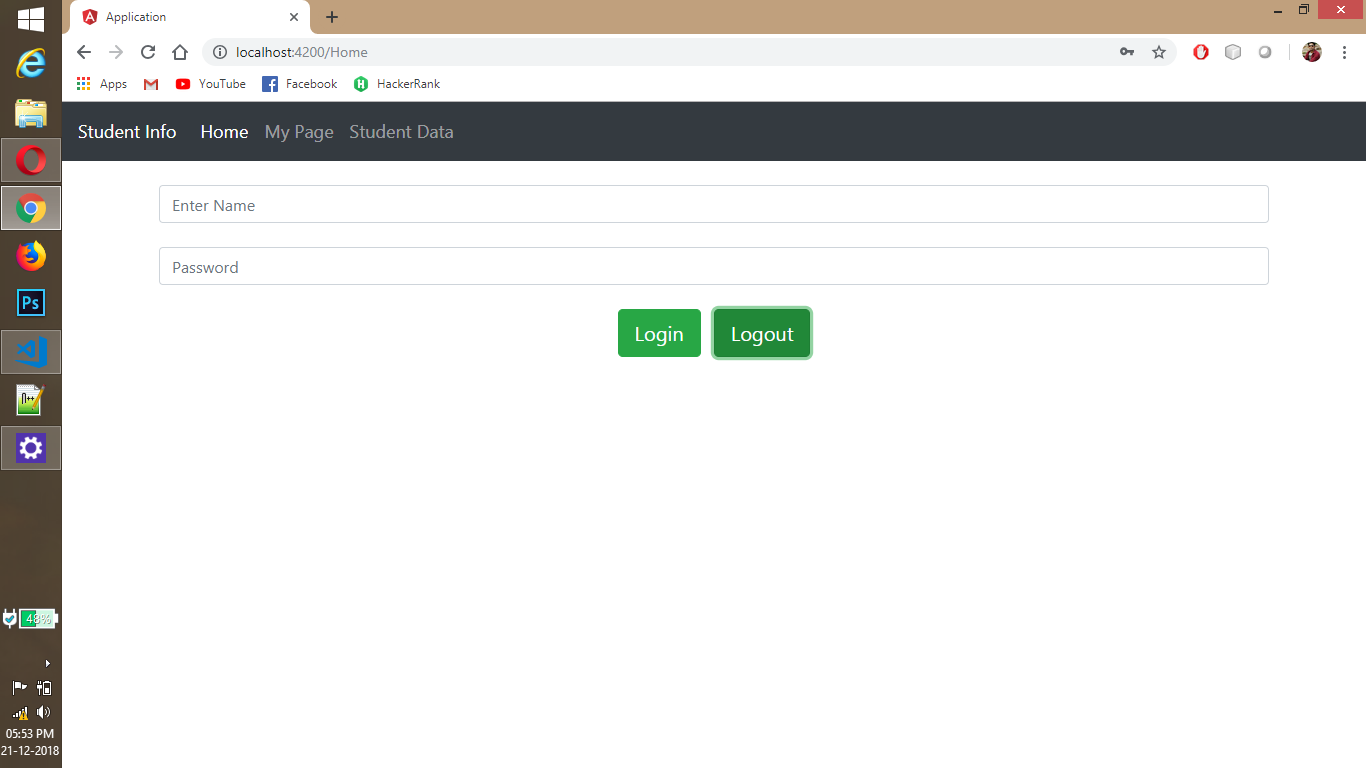 Application
localhost:4200/Home
Apps YouTube Facebook HackerRank
Student Info Home My Page Student Data
Enter Name
Password
Login Logout
Ps
48%
05:53 PM
21-12-2018